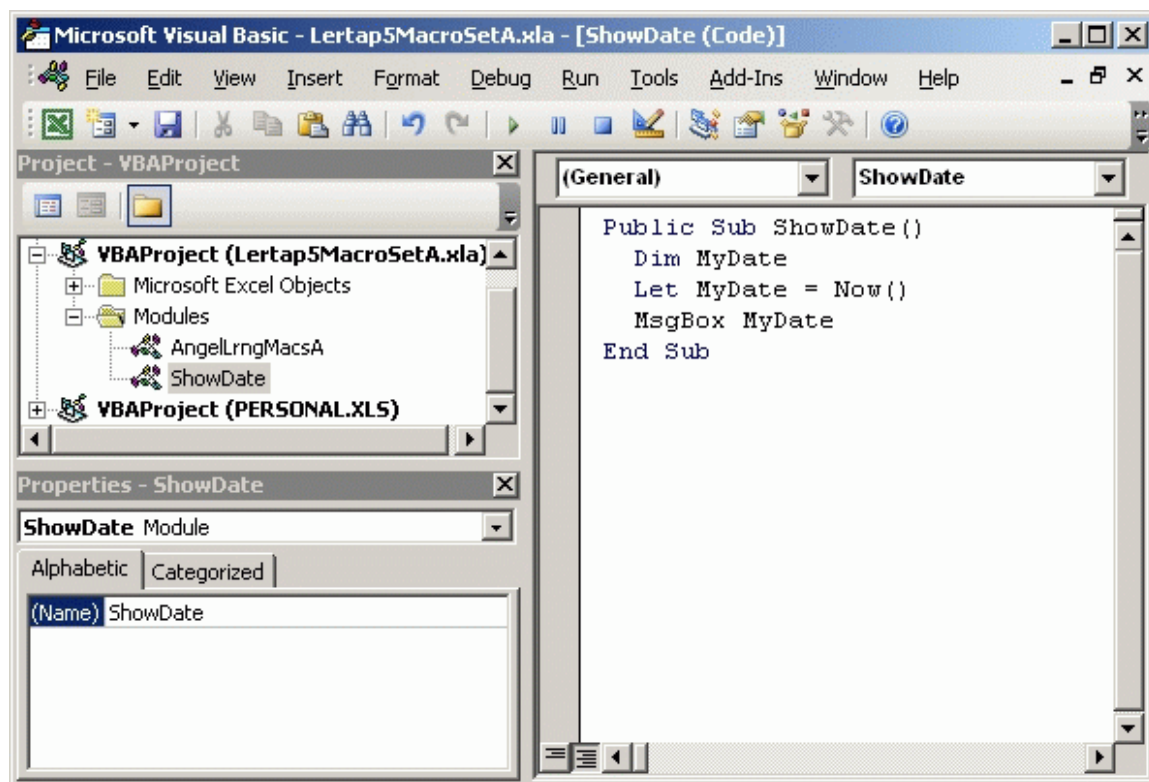 Microsoft Visual Basic - Lertap5MacroSetA.xla - [ShowDate (Code)]
File Edit View Insert Format Debug Run Tools Add-Ins Window Help
Project - VBAProject
VBAProject (Lertap5MacroSetA.xla)
Microsoft Excel Objects
Modules
AngelLrngMacsA
ShowDate
VBAProject (PERSONAL.XLS)
Properties - ShowDate
ShowDate Module
Alphabetic Categorized
(Name) ShowDate
(General) ShowDate
Public Sub ShowDate()
Dim MyDate
Let MyDate = Now()
MsgBox MyDate
End Sub